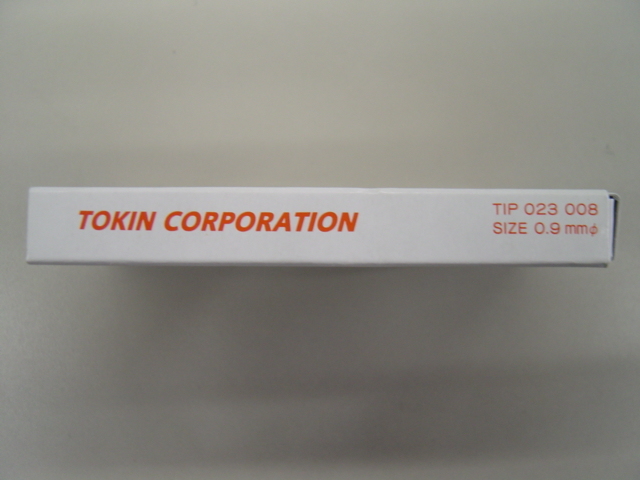 TOKIN CORPORATION
TIP 023 008
SIZE 0.9 mmφ